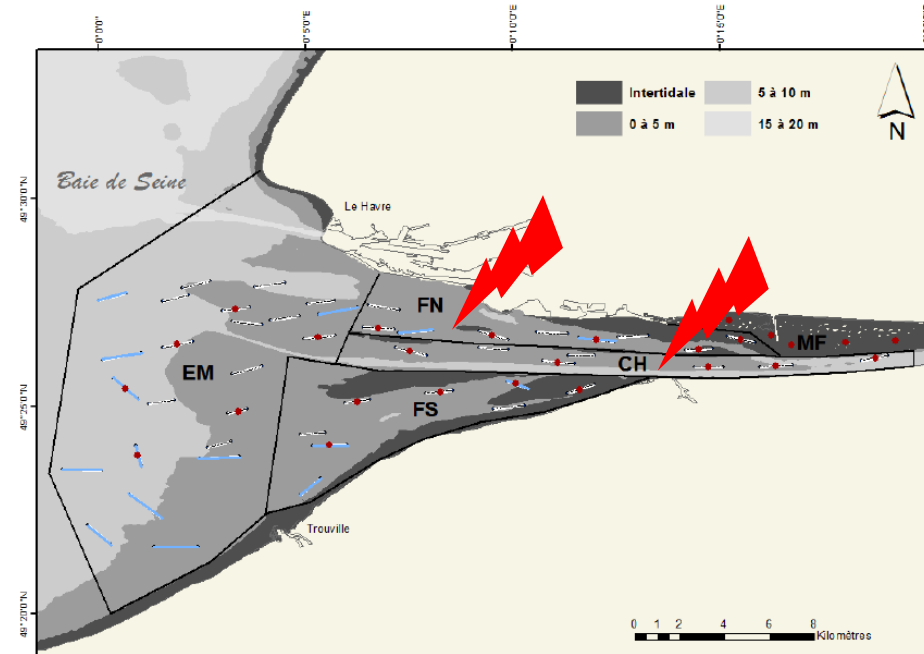 0°0'0"
0°5'0"E
0°10'0"E
0°15'0"E
Intertidale
5 à 10 m
0 à 5 m
15 à 20 m
N
Baie de Seine
49°30'0"N
Le Havre
FN
MF
EM
CH
49°25'0"N
FS
Trouville
49°20'0"N
0 1 2 4 6 8
Kilomètres